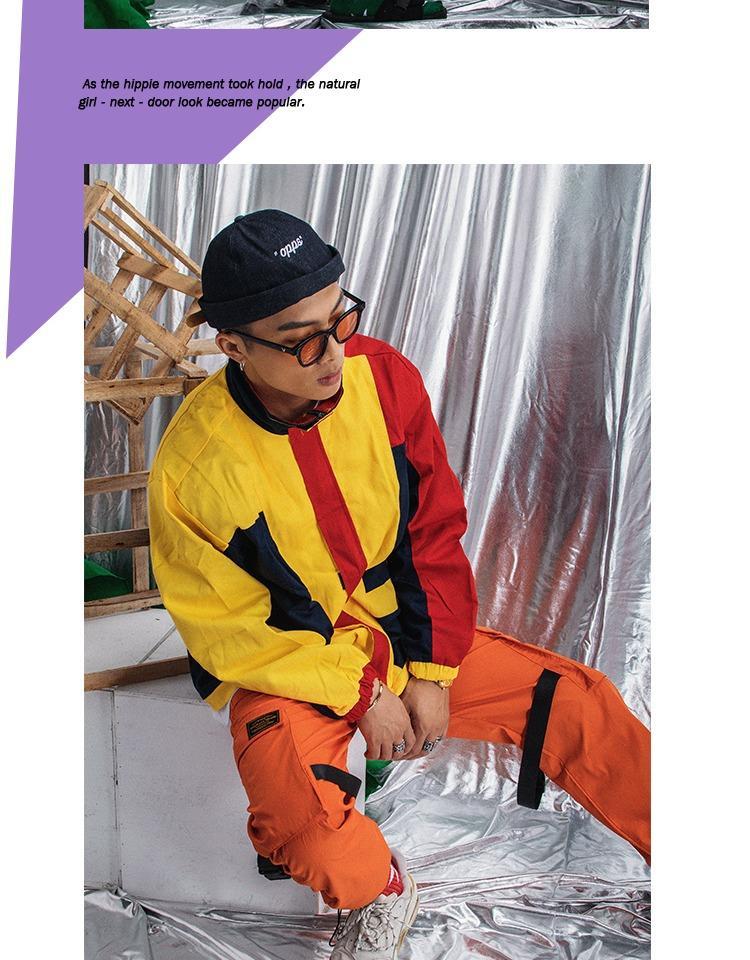 As the hippie movement took hold , the natural
girl - next - door look became popular.
" opps"